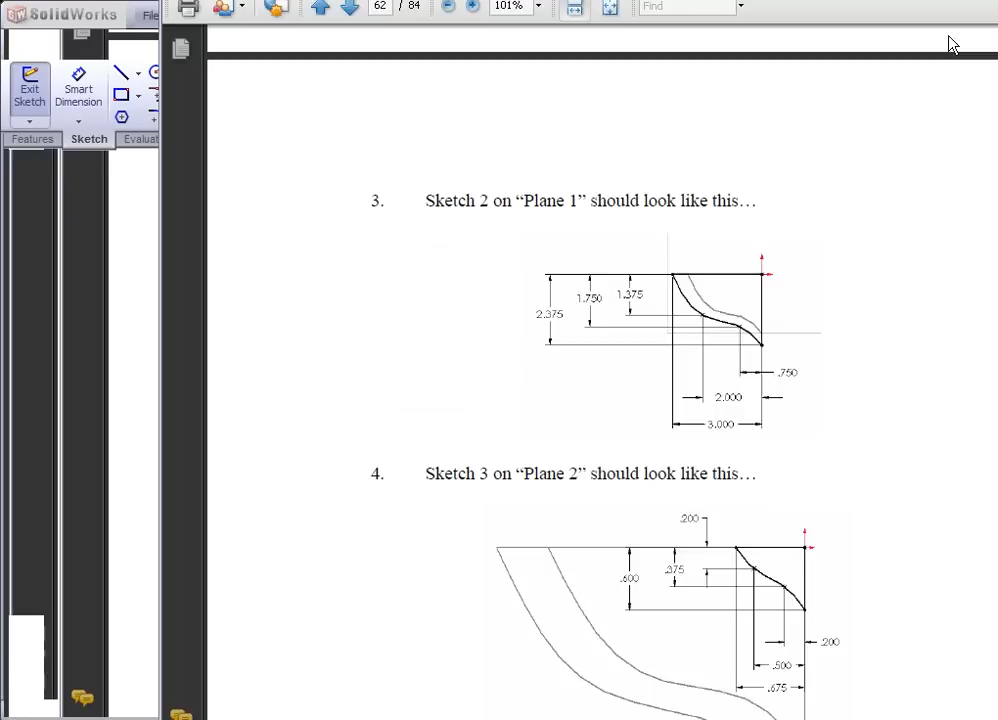 SolidWorks File
62 / 84 101% Find
Exit Sketch
Smart Dimension
Features Sketch Evaluat
3. Sketch 2 on “Plane 1” should look like this…
1.375
1.750
2.375
.750
2.000
3.000
4. Sketch 3 on “Plane 2” should look like this…
.200
.375
.600
.200
.500
.675